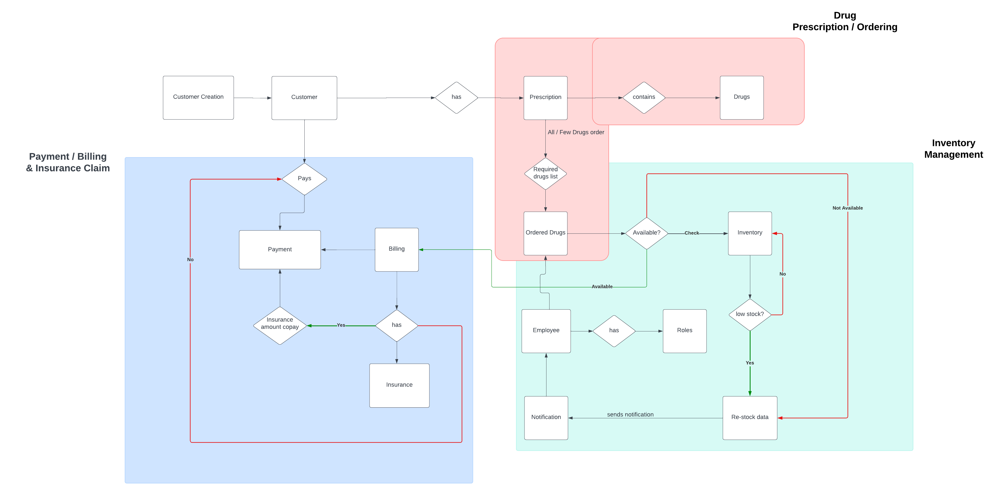 Drug
Prescription / Ordering
Customer Creation
Customer
has
Prescription
contains
Drugs
All / Few Drugs order
Inventory
Management
Payment / Billing
& Insurance Claim
Pays
Required
drugs list
Not Available
Ordered Drugs
Available?
Check
Inventory
Payment
Billing
No
No
Available
Insurance
amount copay
Yes
has
Employee
has
Roles
low stock?
Yes
Insurance
Notification
sends notification
Re-stock data